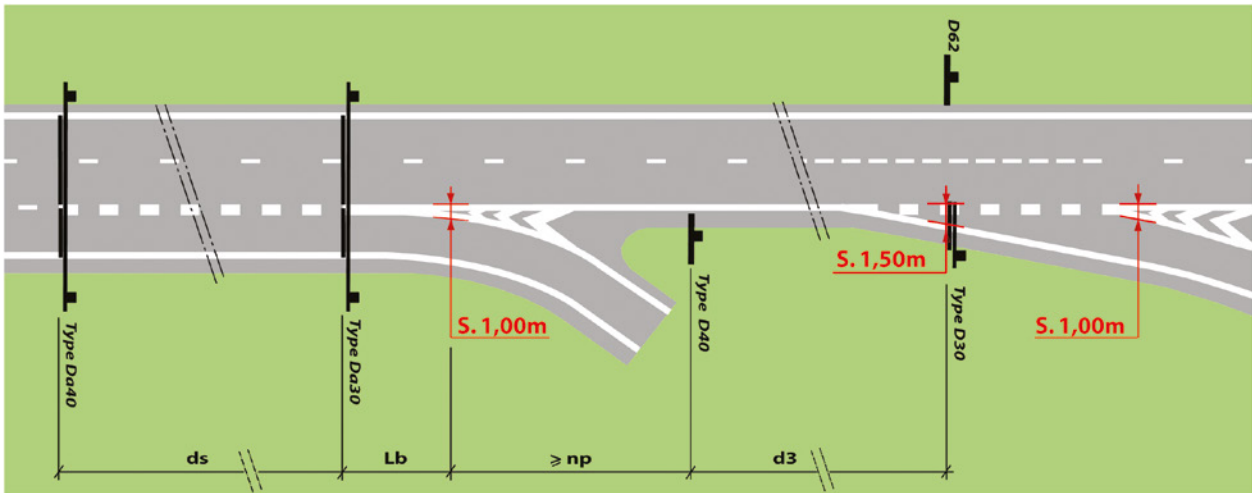 D62
S. 1,50m
S. 1,00m
S. 1,00m
Type Da40
Type Da30
Type D40
Type D30
ds
Lb
⩾ np
d3